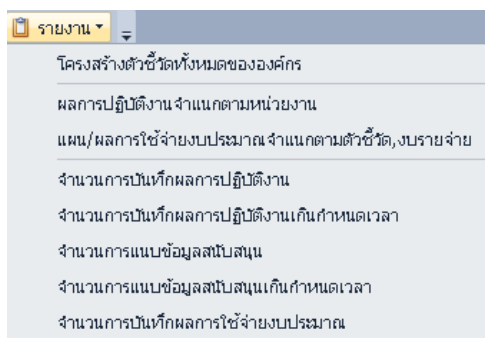 รายงาน
โครงสร้างตัวชี้วัดทั้งหมดขององค์กร
ผลการปฏิบัติงานจำแนกตามหน่วยงาน
แผน/ผลการใช้จ่ายงบประมาณจำแนกตามตัวชี้วัด,งบรายจ่าย
จำนวนการบันทึกผลการปฏิบัติงาน
จำนวนการบันทึกผลการปฏิบัติงานเกินกำหนดเวลา
จำนวนการแนบข้อมูลสนับสนุน
จำนวนการแนบข้อมูลสนับสนุนเกินกำหนดเวลา
จำนวนการบันทึกผลการใช้จ่ายงบประมาณ